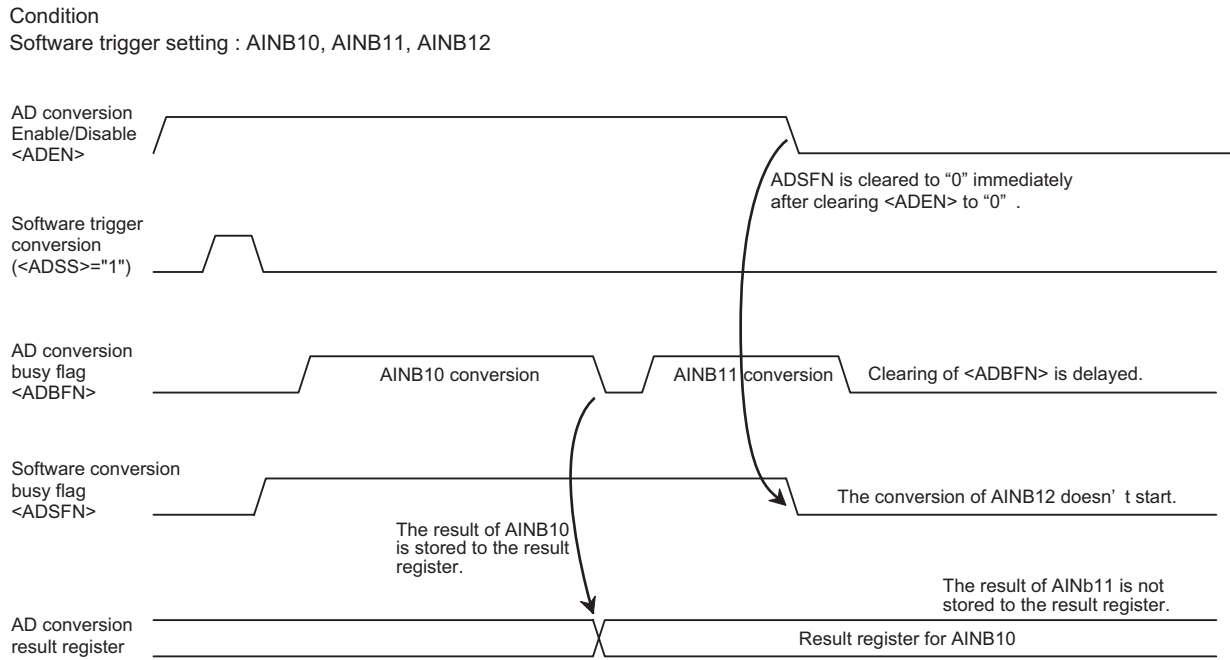 Condition
Software trigger setting : AINB10, AINB11, AINB12
AD conversion
Enable/Disable
<ADEN>
ADSFN is cleared to “0” immediately
after clearing <ADEN> to “0” .
Software trigger
conversion
(<ADSS>="1")
AD conversion
busy flag
<ADBFN>
AINB10 conversion
AINB11 conversion
Clearing of <ADBFN> is delayed.
Software conversion
busy flag
<ADSFN>
The conversion of AINB12 doesn’ t start.
The result of AINB10
is stored to the result
register.
The result of AINb11 is not
stored to the result register.
AD conversion
result register
Result register for AINB10